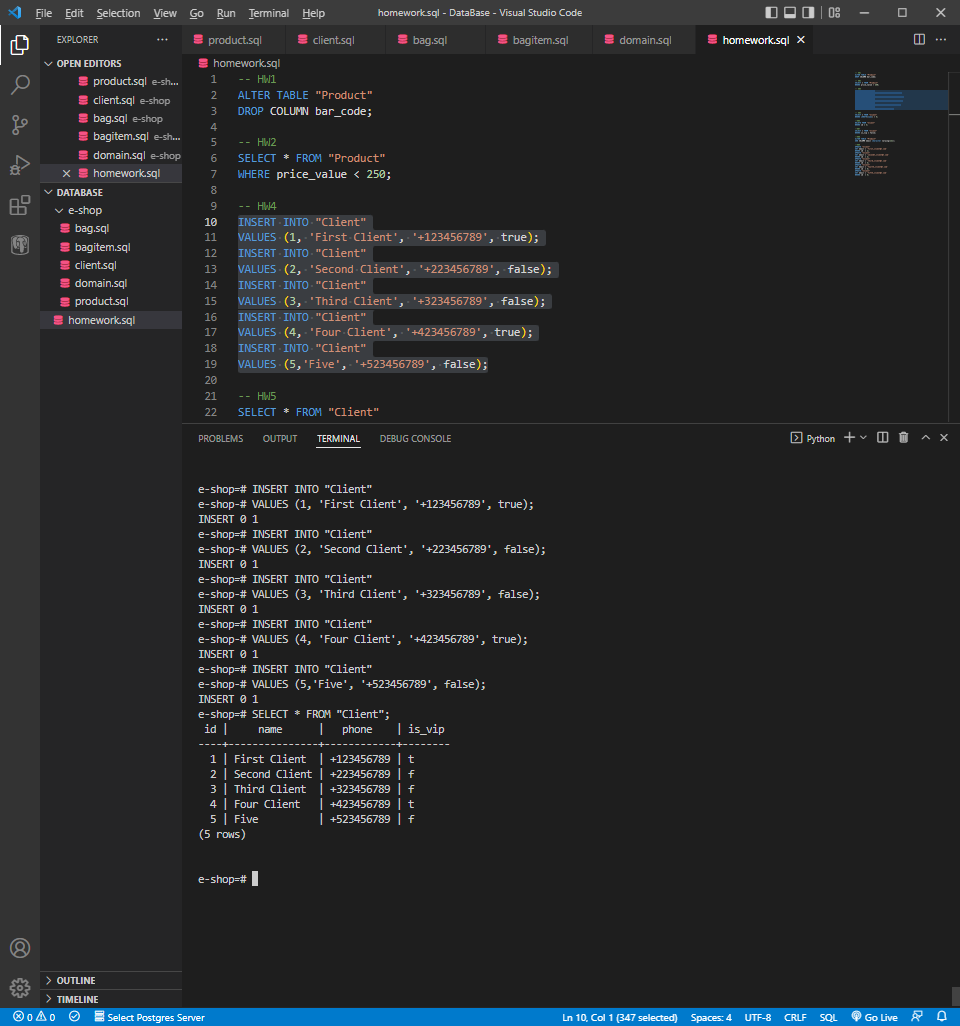 File Edit Selection View Go Run Terminal Help homework.sql - DataBase - Visual Studio Code
EXPLORER
OPEN EDITORS
product.sql e-sh...
client.sql e-shop
bag.sql e-shop
bagitem.sql e-sh...
domain.sql e-shop
homework.sql
DATABASE
e-shop
bag.sql
bagitem.sql
client.sql
domain.sql
product.sql
homework.sql
OUTLINE
TIMELINE
product.sql client.sql bag.sql bagitem.sql domain.sql homework.sql
homework.sql
1 -- HW1
2 ALTER TABLE "Product"
3 DROP COLUMN bar_code;
4
5 -- HW2
6 SELECT * FROM "Product"
7 WHERE price_value < 250;
8
9 -- HW4
10 INSERT INTO "Client"
11 VALUES (1, 'First Client', '+123456789', true);
12 INSERT INTO "Client"
13 VALUES (2, 'Second Client', '+223456789', false);
14 INSERT INTO "Client"
15 VALUES (3, 'Third Client', '+323456789', false);
16 INSERT INTO "Client"
17 VALUES (4, 'Four Client', '+423456789', true);
18 INSERT INTO "Client"
19 VALUES (5,'Five', '+523456789', false);
20
21 -- HW5
22 SELECT * FROM "Client"
PROBLEMS OUTPUT TERMINAL DEBUG CONSOLE Python
e-shop=# INSERT INTO "Client"
e-shop-# VALUES (1, 'First Client', '+123456789', true);
INSERT 0 1
e-shop=# INSERT INTO "Client"
e-shop-# VALUES (2, 'Second Client', '+223456789', false);
INSERT 0 1
e-shop=# INSERT INTO "Client"
e-shop-# VALUES (3, 'Third Client', '+323456789', false);
INSERT 0 1
e-shop=# INSERT INTO "Client"
e-shop-# VALUES (4, 'Four Client', '+423456789', true);
INSERT 0 1
e-shop=# INSERT INTO "Client"
e-shop-# VALUES (5,'Five', '+523456789', false);
INSERT 0 1
e-shop=# SELECT * FROM "Client";
 id |     name      |   phone    | is_vip
----+---------------+------------+--------
  1 | First Client  | +123456789 | t
  2 | Second Client | +223456789 | f
  3 | Third Client  | +323456789 | f
  4 | Four Client   | +423456789 | t
  5 | Five          | +523456789 | f
(5 rows)
e-shop=#
0 0 Select Postgres Server Ln 10, Col 1 (347 selected) Spaces: 4 UTF-8 CRLF SQL Go Live